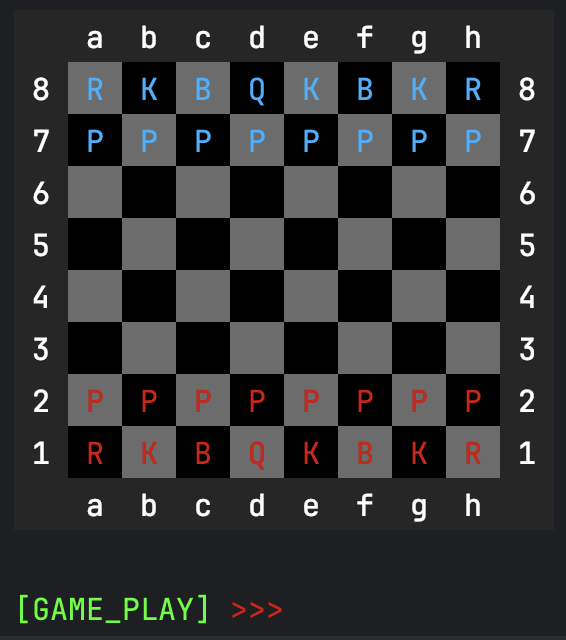 a b c d e f g h
8 R K B Q K B K R 8
7 P P P P P P P P 7
6 6
5 5
4 4
3 3
2 P P P P P P P P 2
1 R K B Q K B K R 1
a b c d e f g h
[GAME_PLAY] >>>